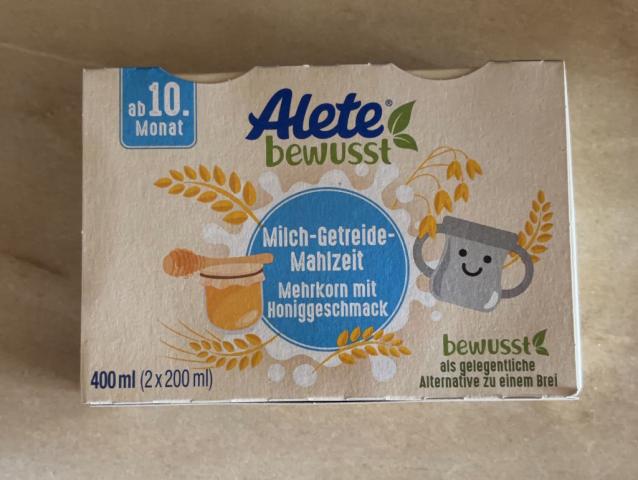 ab 10.
Monat
Alete®
bewusst
Milch-Getreide-
Mahlzeit
Mehrkorn mit
Honiggeschmack
400 ml (2 x 200 ml)
bewusst
als gelegentliche
Alternative zu einem Brei